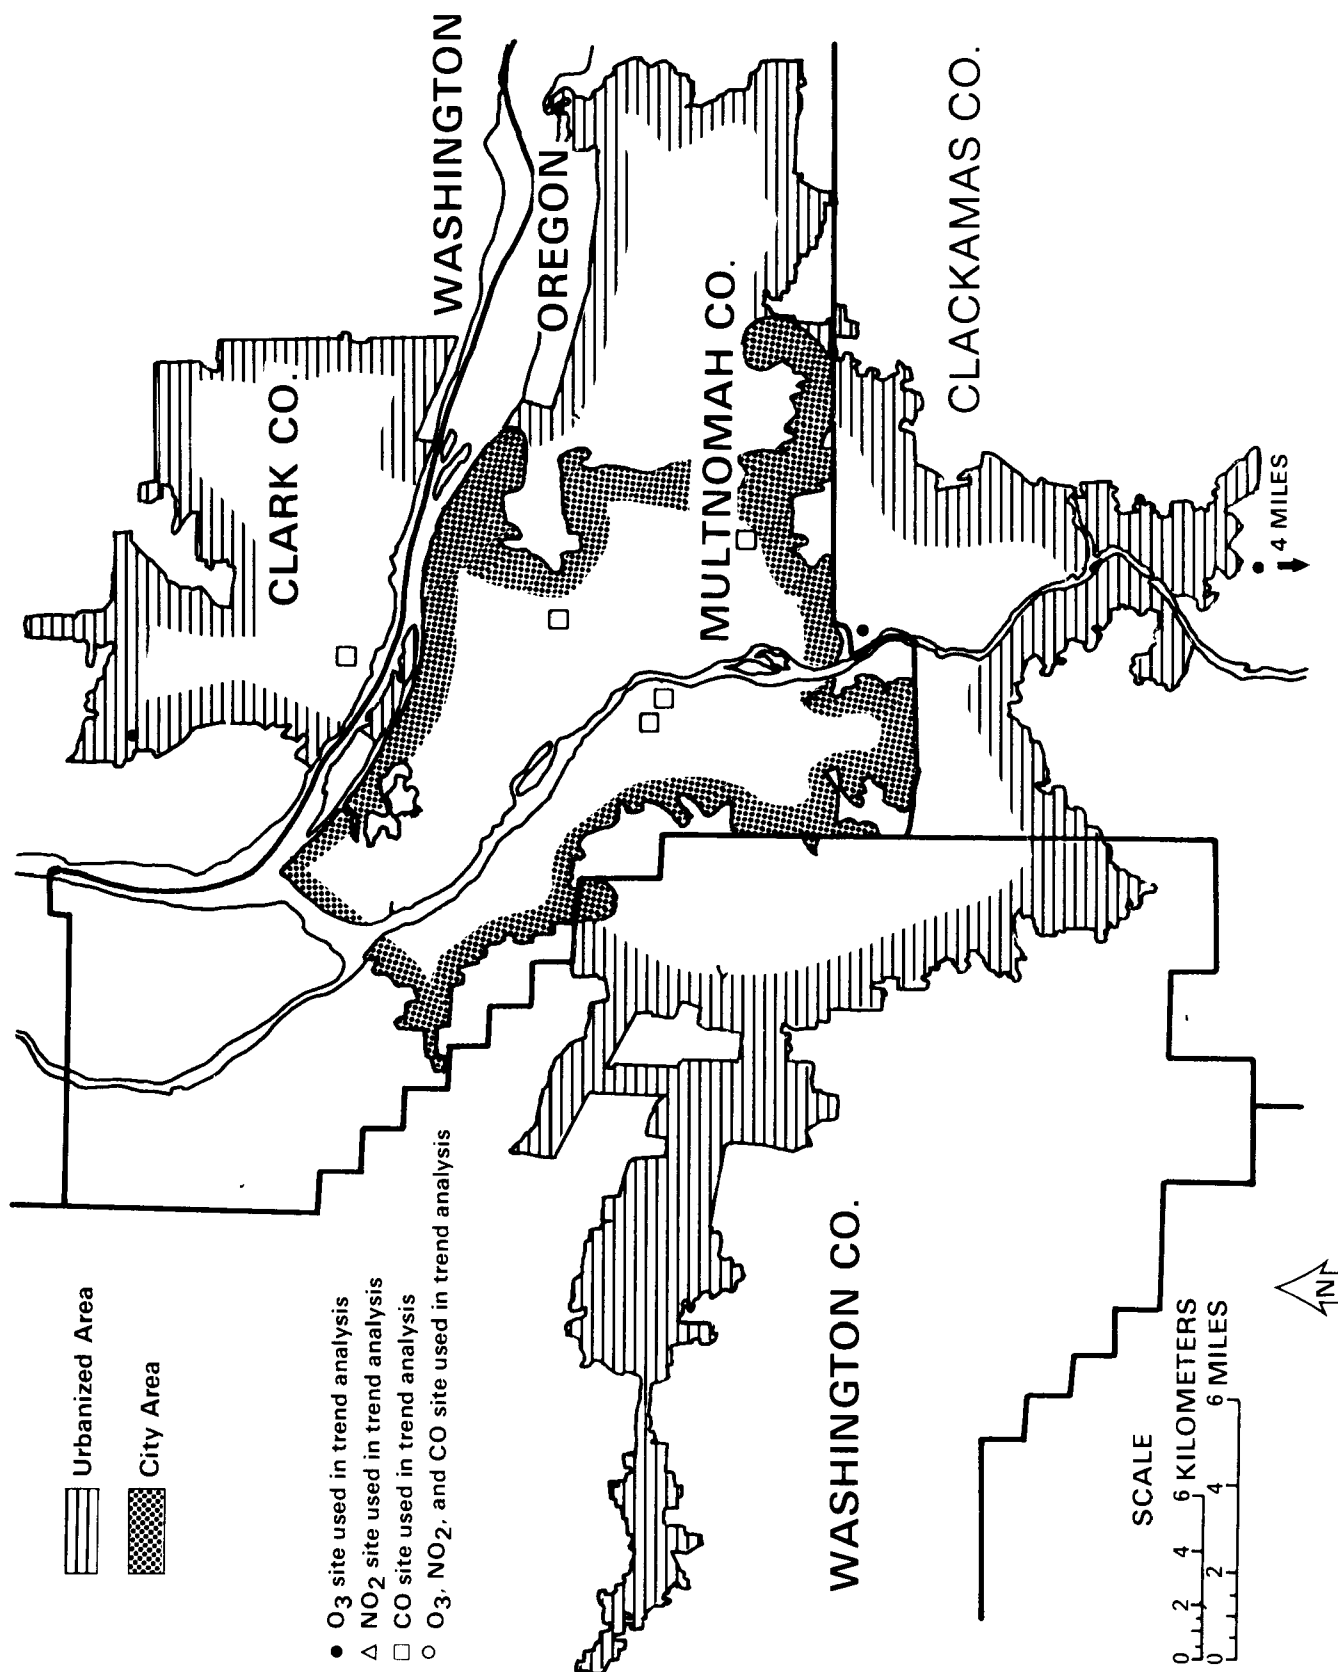 Urbanized Area
City Area
● O3 site used in trend analysis
△ NO2 site used in trend analysis
□ CO site used in trend analysis
○ O3, NO2, and CO site used in trend analysis
CLARK CO.
WASHINGTON
OREGON
MULTNOMAH CO.
CLACKAMAS CO.
4 MILES
WASHINGTON CO.
SCALE
0 2 4 6 KILOMETERS
0 2 4 6 MILES
N